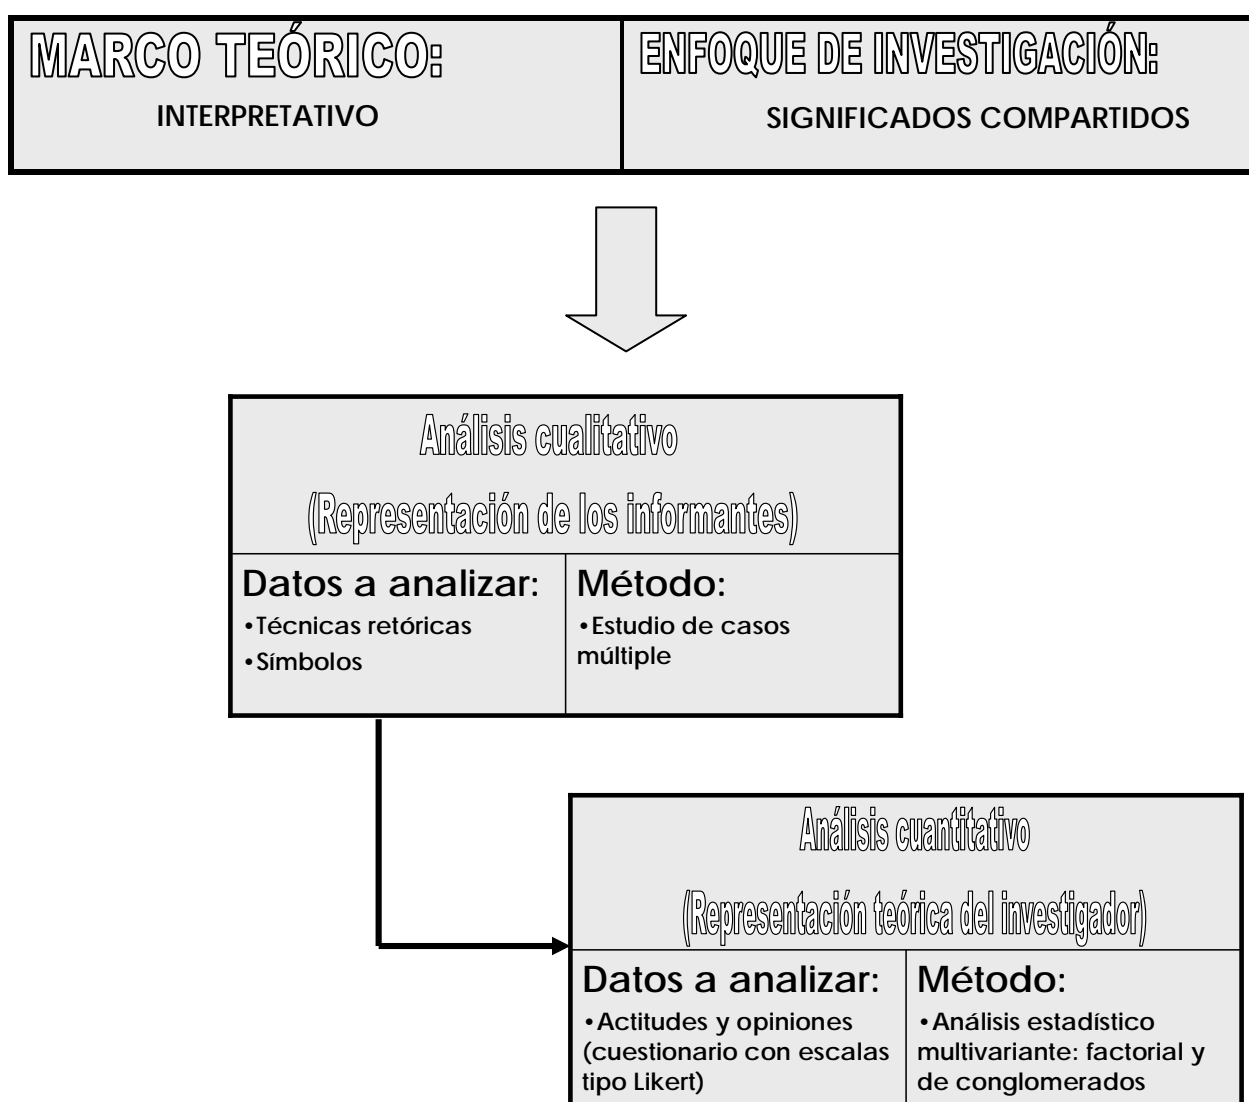 MARCO TEÓRICO:
INTERPRETATIVO
ENFOQUE DE INVESTIGACIÓN:
SIGNIFICADOS COMPARTIDOS
Análisis cualitativo
(Representación de los informantes)
Datos a analizar:
•Técnicas retóricas
•Símbolos
Método:
•Estudio de casos
múltiple
Análisis cuantitativo
(Representación teórica del investigador)
Datos a analizar:
•Actitudes y opiniones
(cuestionario con escalas
tipo Likert)
Método:
•Análisis estadístico
multivariante: factorial y
de conglomerados